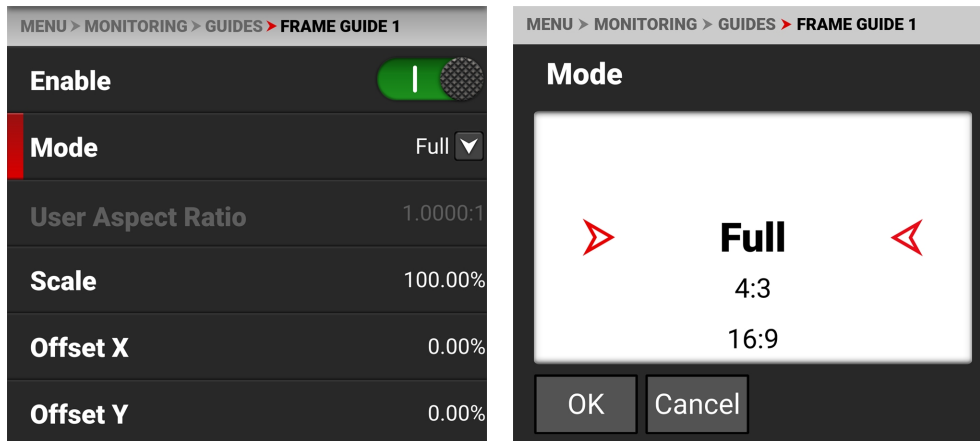 MENU > MONITORING > GUIDES > FRAME GUIDE 1
Enable
Mode Full
User Aspect Ratio 1.0000:1
Scale 100.00%
Offset X 0.00%
Offset Y 0.00%
MENU > MONITORING > GUIDES > FRAME GUIDE 1
Mode
Full
4:3
16:9
OK Cancel